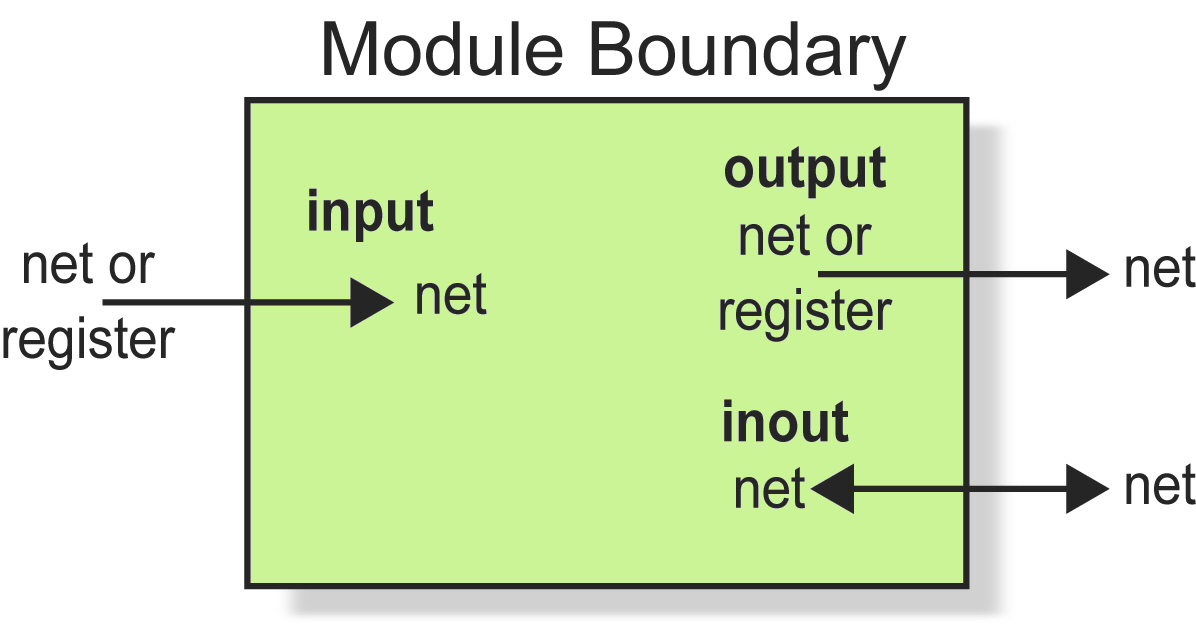 Module Boundary
net or
register
input
net
output
net or
register
net
inout
net
net